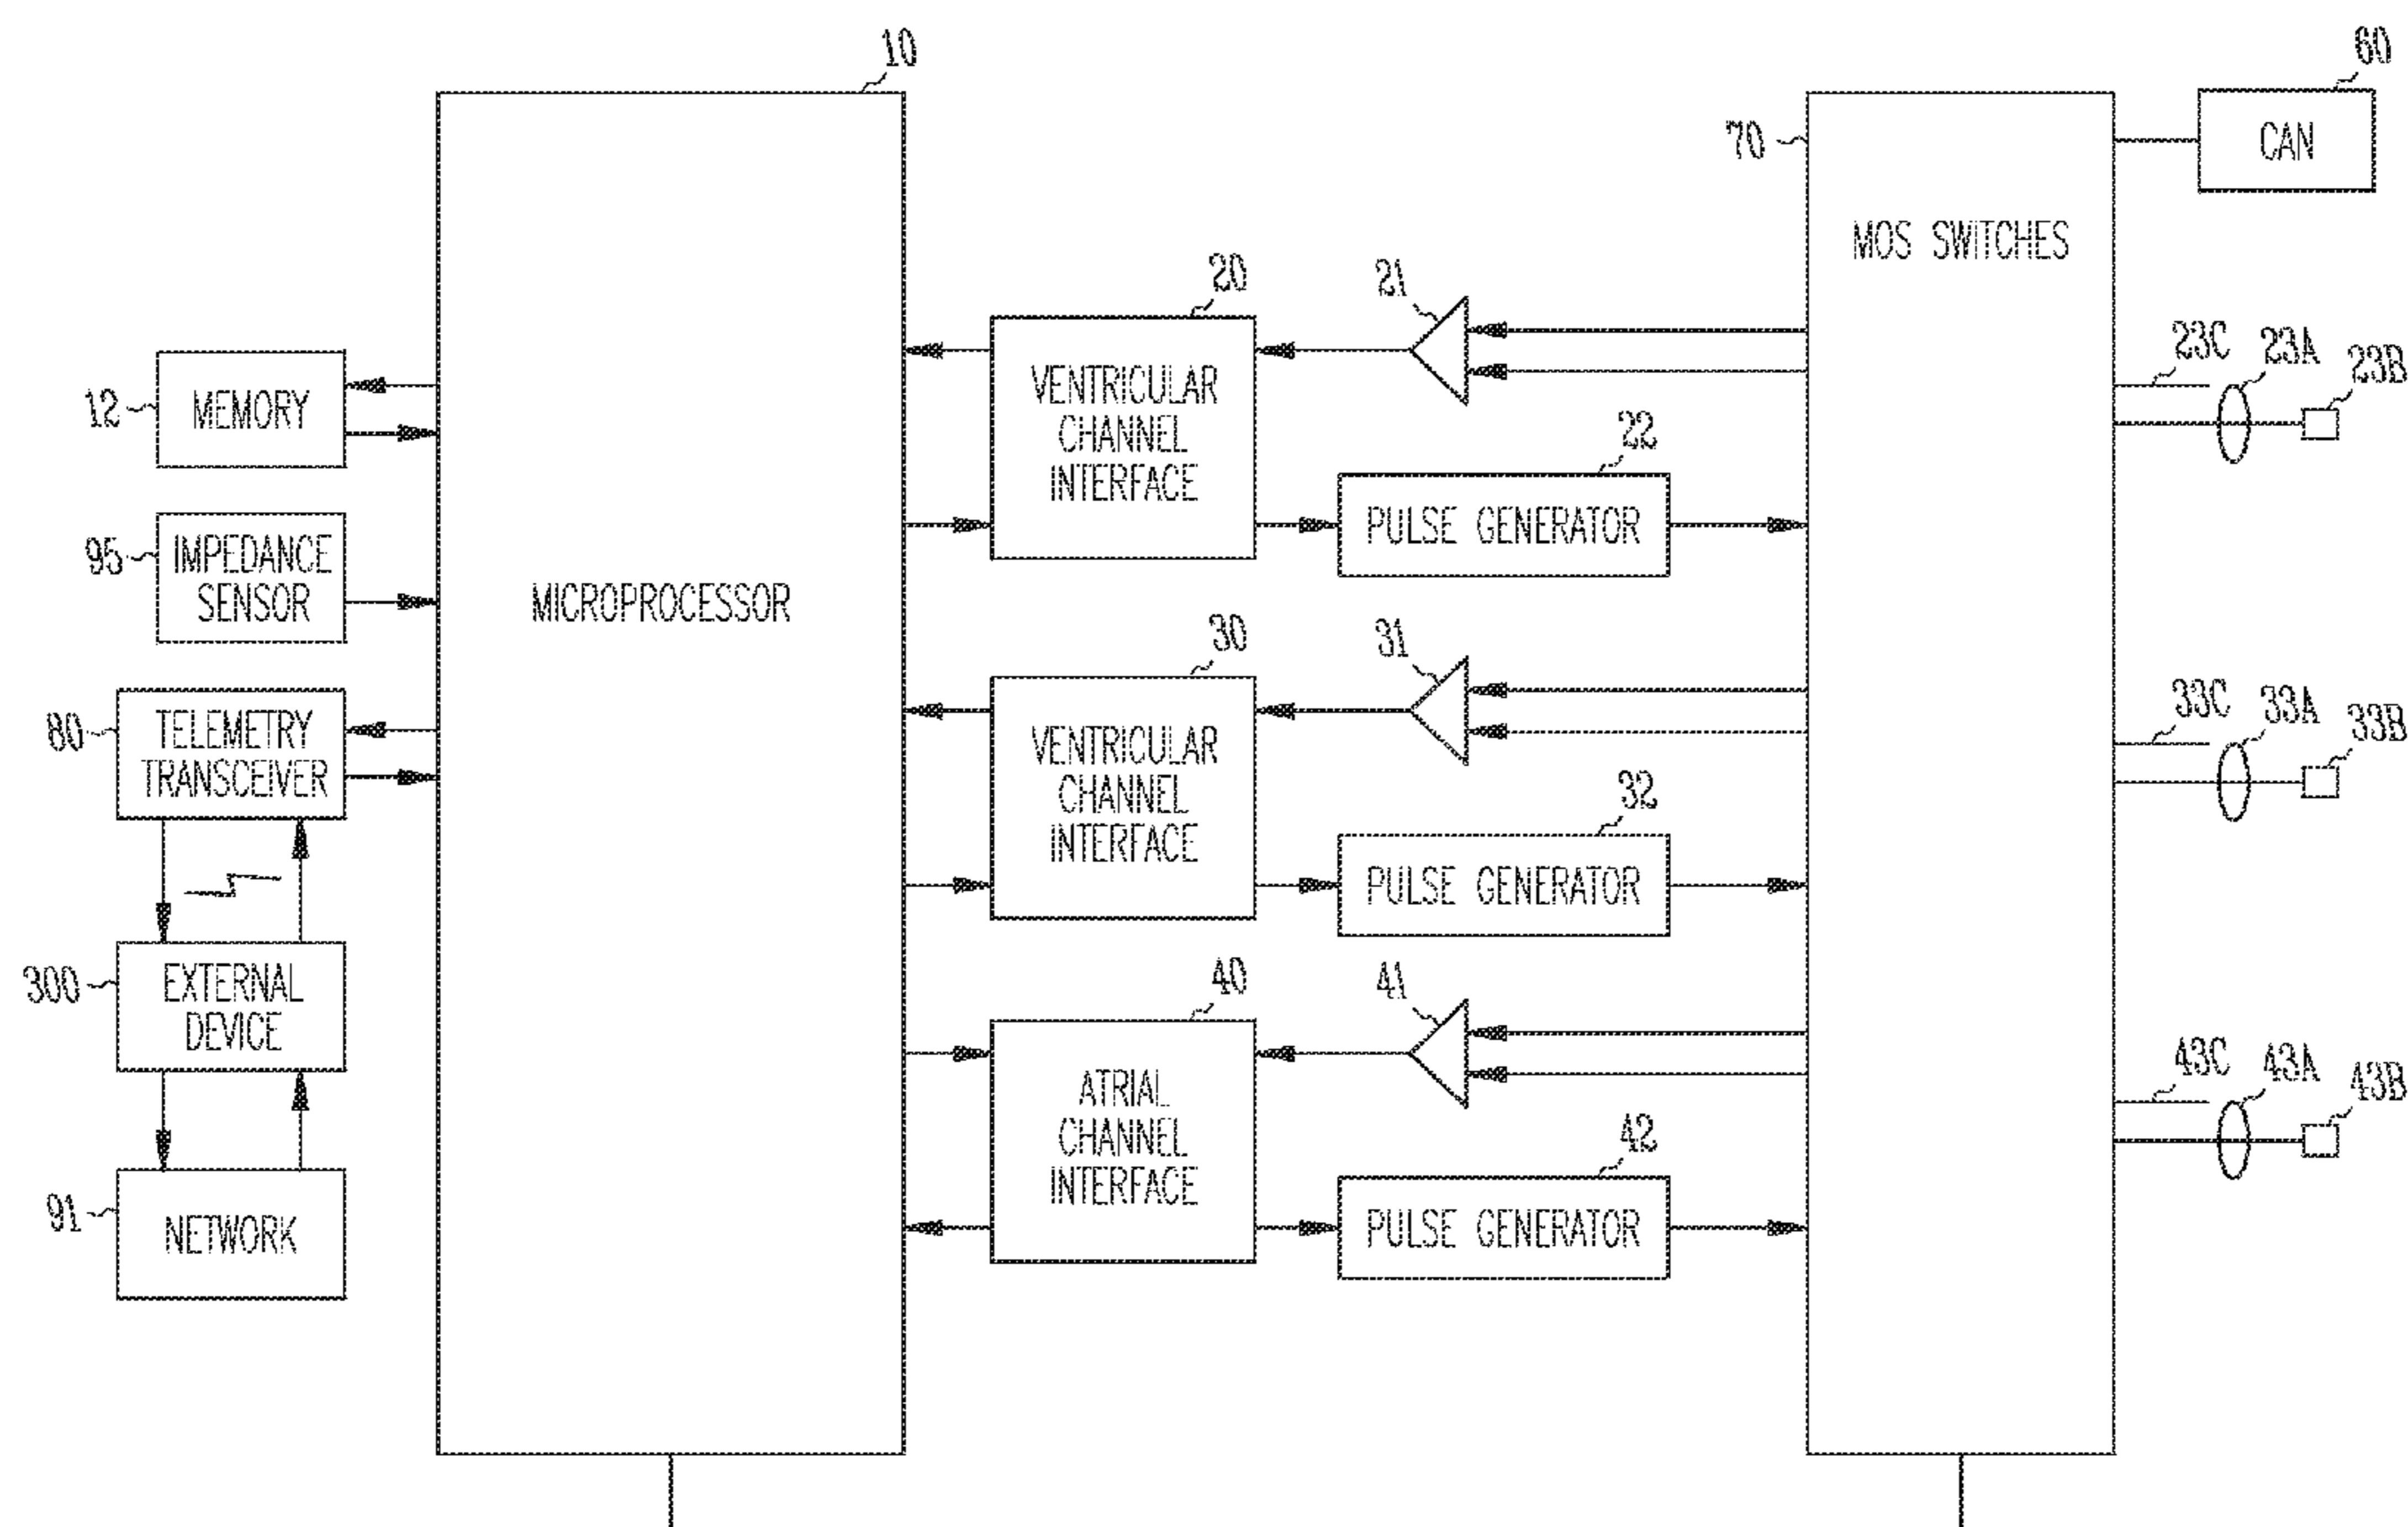 10
60
70
CAN
MOS SWITCHES
20
21
23C
23A
23B
12
MEMORY
VENTRICULAR
CHANNEL
INTERFACE
22
PULSE GENERATOR
95
IMPEDANCE
SENSOR
MICROPROCESSOR
30
31
33C
33A
33B
80
TELEMETRY
TRANSCEIVER
VENTRICULAR
CHANNEL
INTERFACE
32
PULSE GENERATOR
300
EXTERNAL
DEVICE
40
41
43C
43A
43B
ATRIAL
CHANNEL
INTERFACE
42
PULSE GENERATOR
91
NETWORK